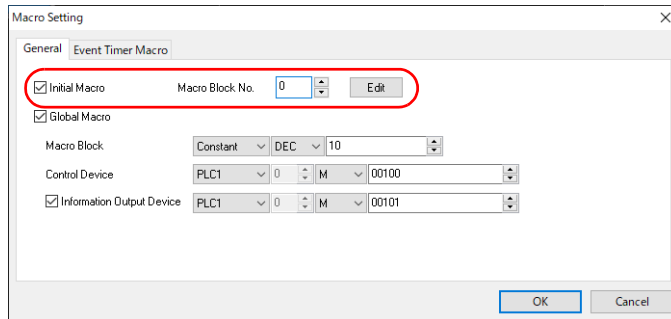 Macro Setting
General Event Timer Macro
Initial Macro Macro Block No. 0 Edit
Global Macro
Macro Block Constant DEC 10
Control Device PLC1 0 M 00100
Information Output Device PLC1 0 M 00101
OK Cancel